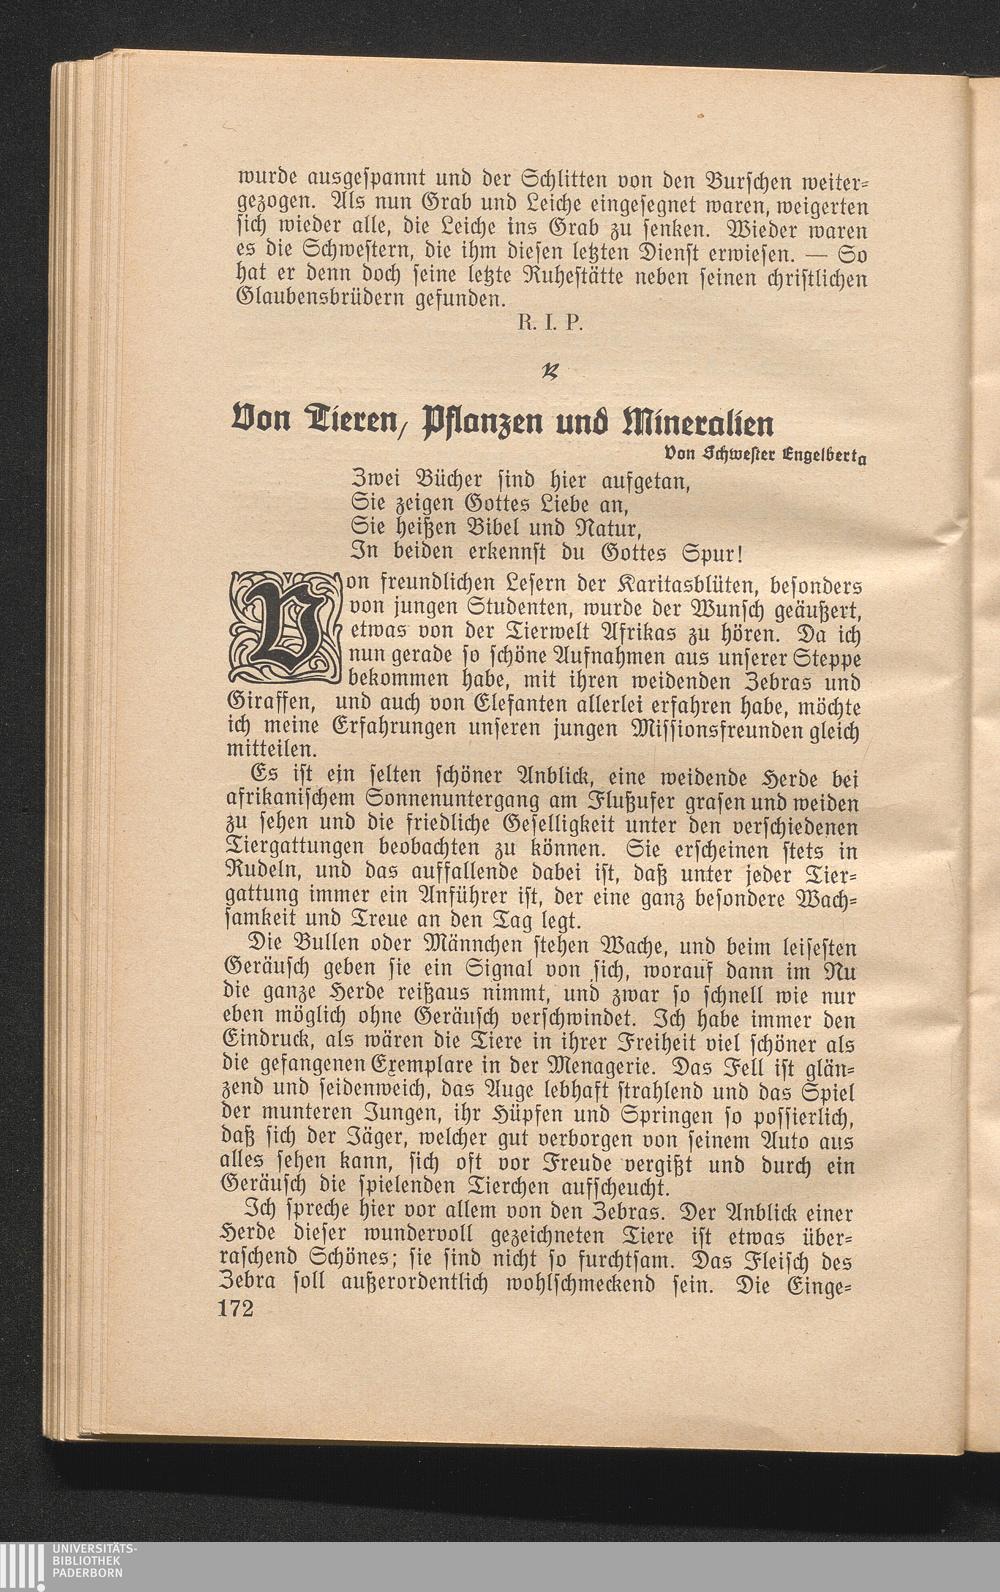 wurde ausgespannt und der Schlitten von den Burschen weiter-
gezogen. Als nun Grab und Leiche eingesegnet waren, weigerten
sich wieder alle, die Leiche ins Grab zu senken. Wieder waren
es die Schwestern, die ihm diesen letzten Dienst erwiesen. — So
hat er denn doch seine letzte Ruhestätte neben seinen christlichen
Glaubensbrüdern gefunden.
R. I. P.
Von Tieren, Pflanzen und Mineralien
Von Schwester Engelberta
Zwei Bücher sind hier aufgetan,
Sie zeigen Gottes Liebe an,
Sie heißen Bibel und Natur,
In beiden erkennst du Gottes Spur!
Von freundlichen Lesern der Karitasblüten, besonders
von jungen Studenten, wurde der Wunsch geäußert,
etwas von der Tierwelt Afrikas zu hören. Da ich
nun gerade so schöne Aufnahmen aus unserer Steppe
bekommen habe, mit ihren weidenden Zebras und
Giraffen, und auch von Elefanten allerlei erfahren habe, möchte
ich meine Erfahrungen unseren jungen Missionsfreunden gleich
mitteilen.
Es ist ein selten schöner Anblick, eine weidende Herde bei
afrikanischem Sonnenuntergang am Flußufer grasen und weiden
zu sehen und die friedliche Geselligkeit unter den verschiedenen
Tiergattungen beobachten zu können. Sie erscheinen stets in
Rudeln, und das auffallende dabei ist, daß unter jeder Tier-
gattung immer ein Anführer ist, der eine ganz besondere Wach-
samkeit und Treue an den Tag legt.
Die Bullen oder Männchen stehen Wache, und beim leisesten
Geräusch geben sie ein Signal von sich, worauf dann im Nu
die ganze Herde reißaus nimmt, und zwar so schnell wie nur
eben möglich ohne Geräusch verschwindet. Ich habe immer den
Eindruck, als wären die Tiere in ihrer Freiheit viel schöner als
die gefangenen Exemplare in der Menagerie. Das Fell ist glän-
zend und seidenweich, das Auge lebhaft strahlend und das Spiel
der munteren Jungen, ihr Hüpfen und Springen so possierlich,
daß sich der Jäger, welcher gut verborgen von seinem Auto aus
alles sehen kann, sich oft vor Freude vergißt und durch ein
Geräusch die spielenden Tierchen aufscheucht.
Ich spreche hier vor allem von den Zebras. Der Anblick einer
Herde dieser wundervoll gezeichneten Tiere ist etwas über-
raschend Schönes; sie sind nicht so furchtsam. Das Fleisch des
Zebra soll außerordentlich wohlschmeckend sein. Die Einge-
172
UNIVERSITÄTS-
BIBLIOTHEK
PADERBORN